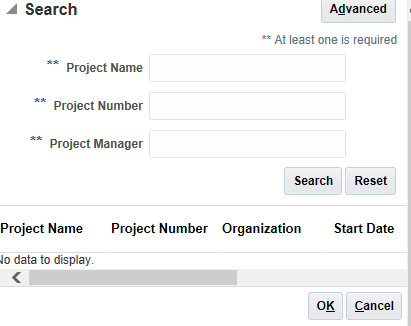 Search
Advanced
** At least one is required
** Project Name
** Project Number
** Project Manager
Search Reset
Project Name Project Number Organization Start Date
No data to display.
OK Cancel